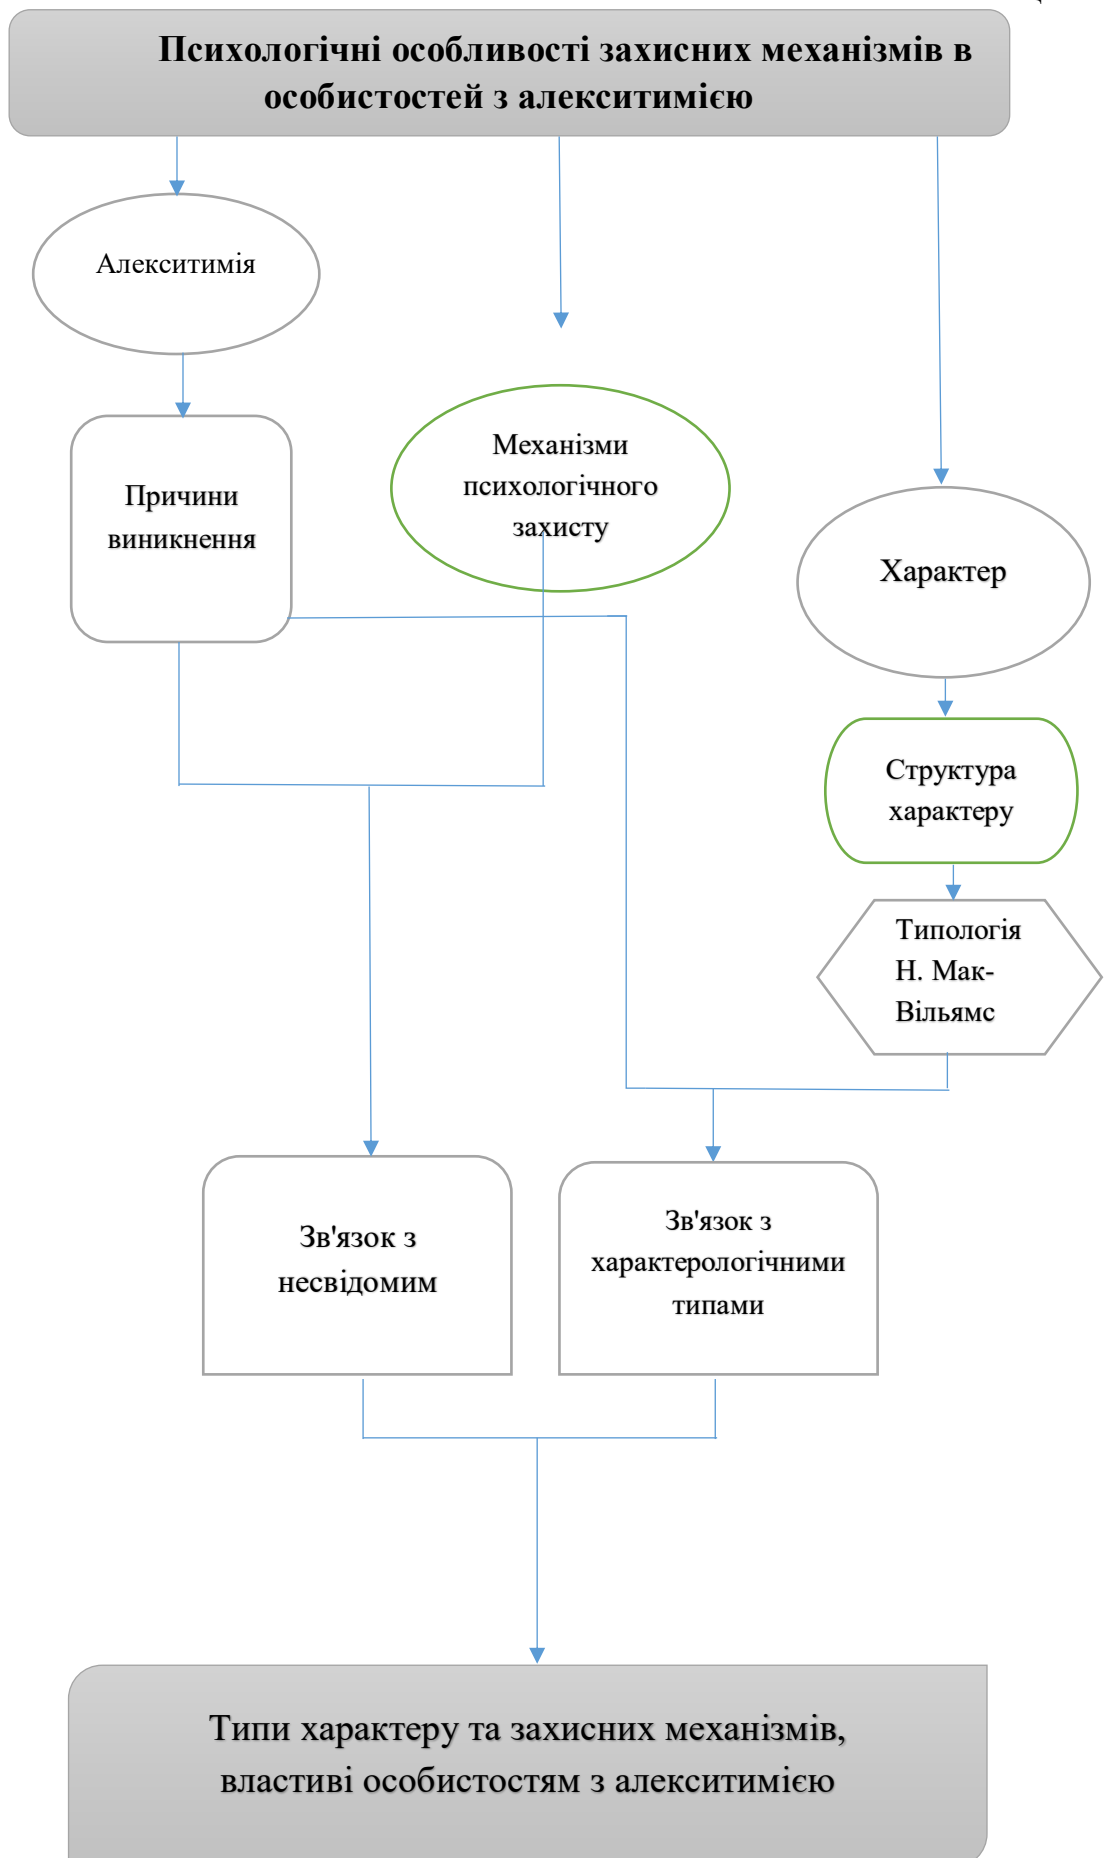 Психологічні особливості захисних механізмів в
особистостей з алекситимією
Алекситимія
Механізми
психологічного
захисту
Причини
виникнення
Характер
Структура
характеру
Типологія
Н. Мак-
Вільямс
Зв'язок з
несвідомим
Зв'язок з
характерологічними
типами
Типи характеру та захисних механізмів,
властиві особистостям з алекситимією